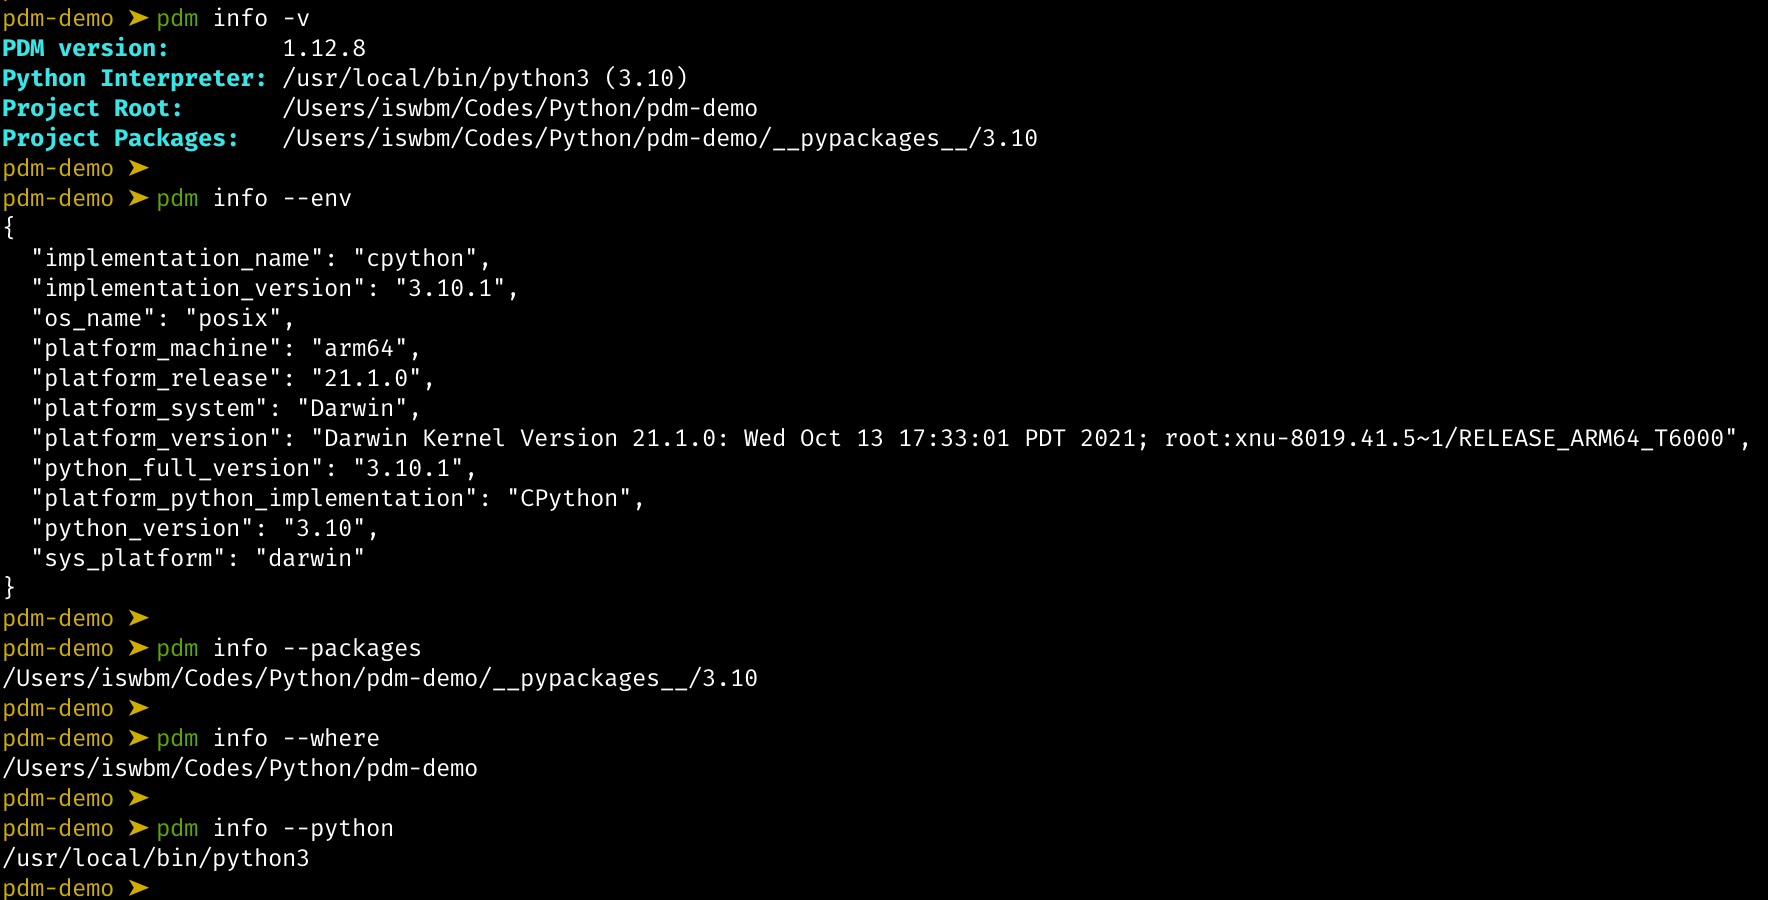 pdm-demo ➤ pdm info -v
PDM version:        1.12.8
Python Interpreter: /usr/local/bin/python3 (3.10)
Project Root:       /Users/iswbm/Codes/Python/pdm-demo
Project Packages:   /Users/iswbm/Codes/Python/pdm-demo/__pypackages__/3.10
pdm-demo ➤
pdm-demo ➤ pdm info --env
{
  "implementation_name": "cpython",
  "implementation_version": "3.10.1",
  "os_name": "posix",
  "platform_machine": "arm64",
  "platform_release": "21.1.0",
  "platform_system": "Darwin",
  "platform_version": "Darwin Kernel Version 21.1.0: Wed Oct 13 17:33:01 PDT 2021; root:xnu-8019.41.5~1/RELEASE_ARM64_T6000",
  "python_full_version": "3.10.1",
  "platform_python_implementation": "CPython",
  "python_version": "3.10",
  "sys_platform": "darwin"
}
pdm-demo ➤
pdm-demo ➤ pdm info --packages
/Users/iswbm/Codes/Python/pdm-demo/__pypackages__/3.10
pdm-demo ➤
pdm-demo ➤ pdm info --where
/Users/iswbm/Codes/Python/pdm-demo
pdm-demo ➤
pdm-demo ➤ pdm info --python
/usr/local/bin/python3
pdm-demo ➤